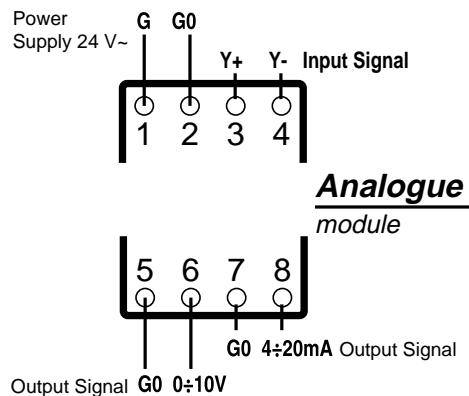 Power G G0
Supply 24 V~
Y+ Y- Input Signal
1 2 3 4
Analogue
module
5 6 7 8
G0 4÷20mA Output Signal
Output Signal G0 0÷10V